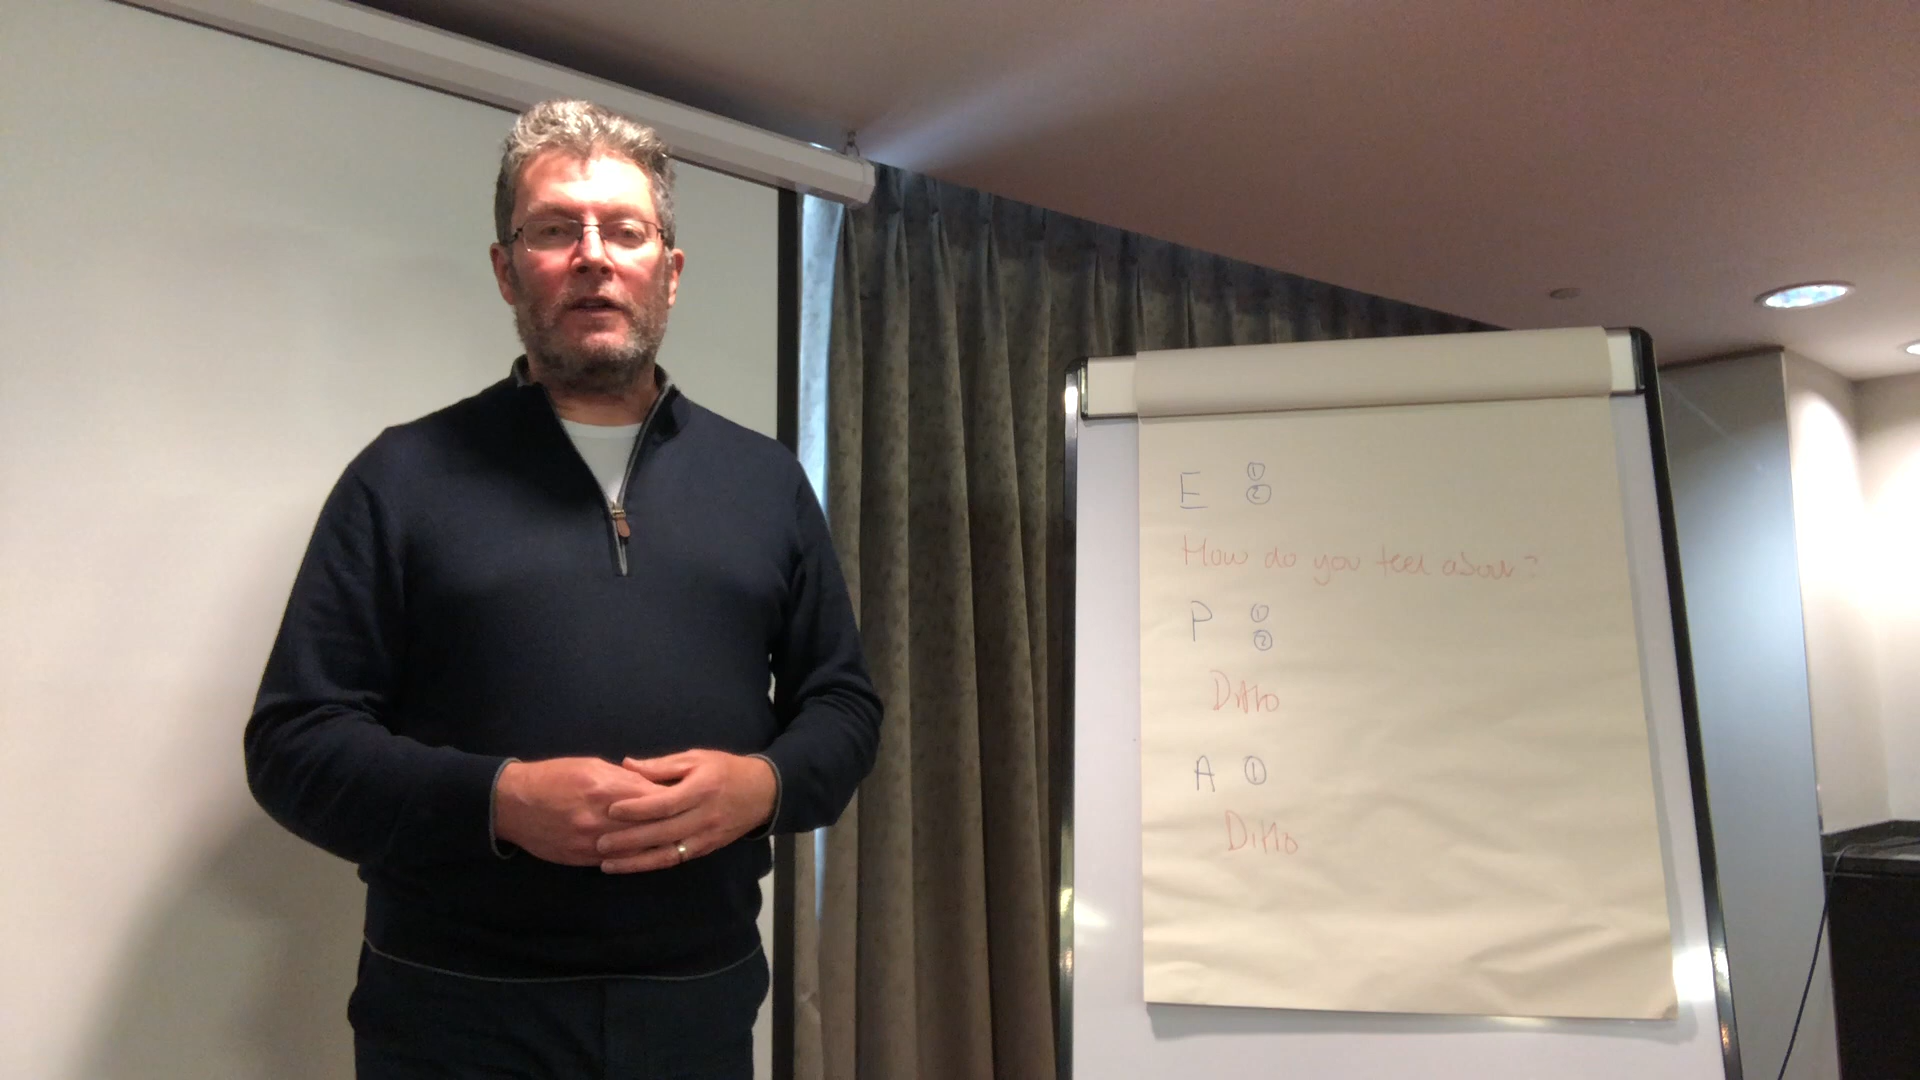 E ①
②
How do you feel about?
P ①
②
Ditto
A ①
Ditto